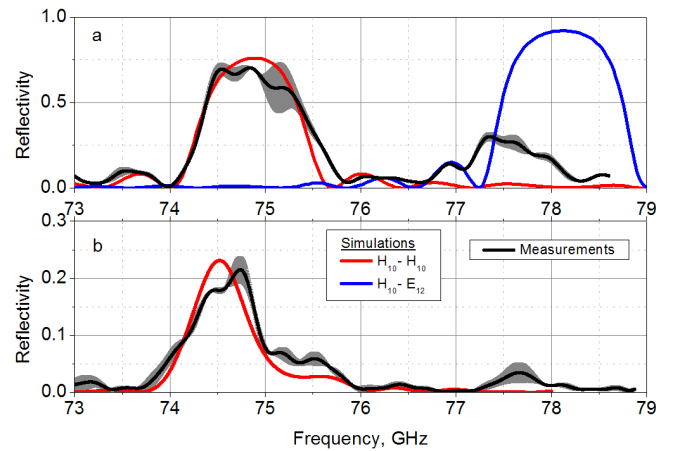 1.0
a
Reflectivity
0.5
0.0
73 74 75 76 77 78 79
0.3
b
Simulations
H10- H10
H10- E12
Measurements
Reflectivity
0.2
0.1
0.0
73 74 75 76 77 78 79
Frequency, GHz